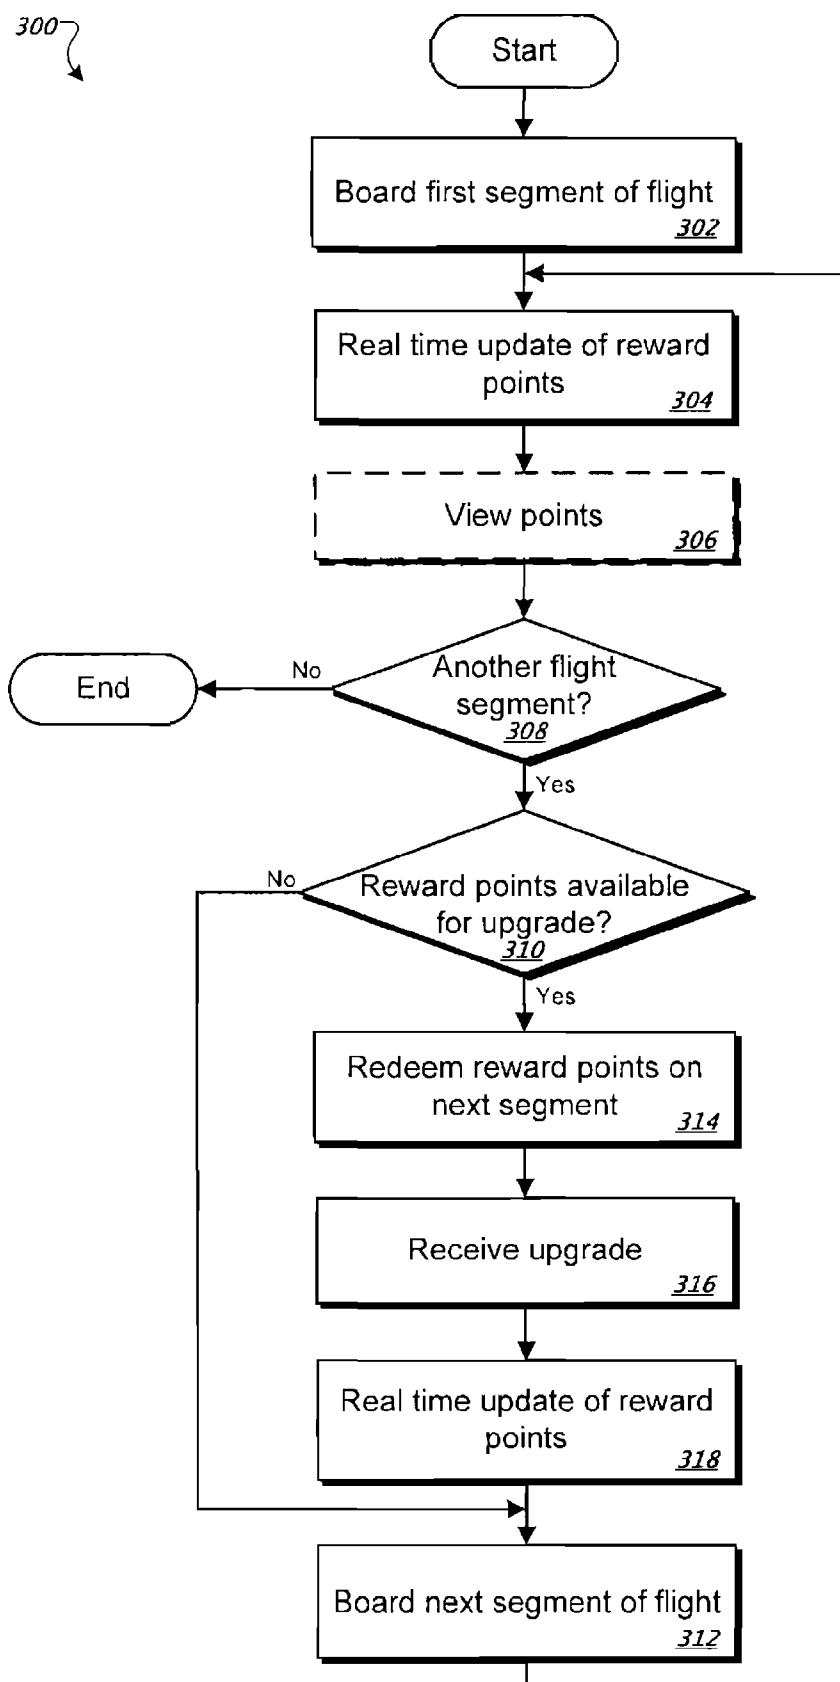 300
Start
Board first segment of flight
302
Real time update of reward
points
304
View points
306
Another flight
segment?
308
No
End
Yes
Reward points available
for upgrade?
310
No
Yes
Redeem reward points on
next segment
314
Receive upgrade
316
Real time update of reward
points
318
Board next segment of flight
312